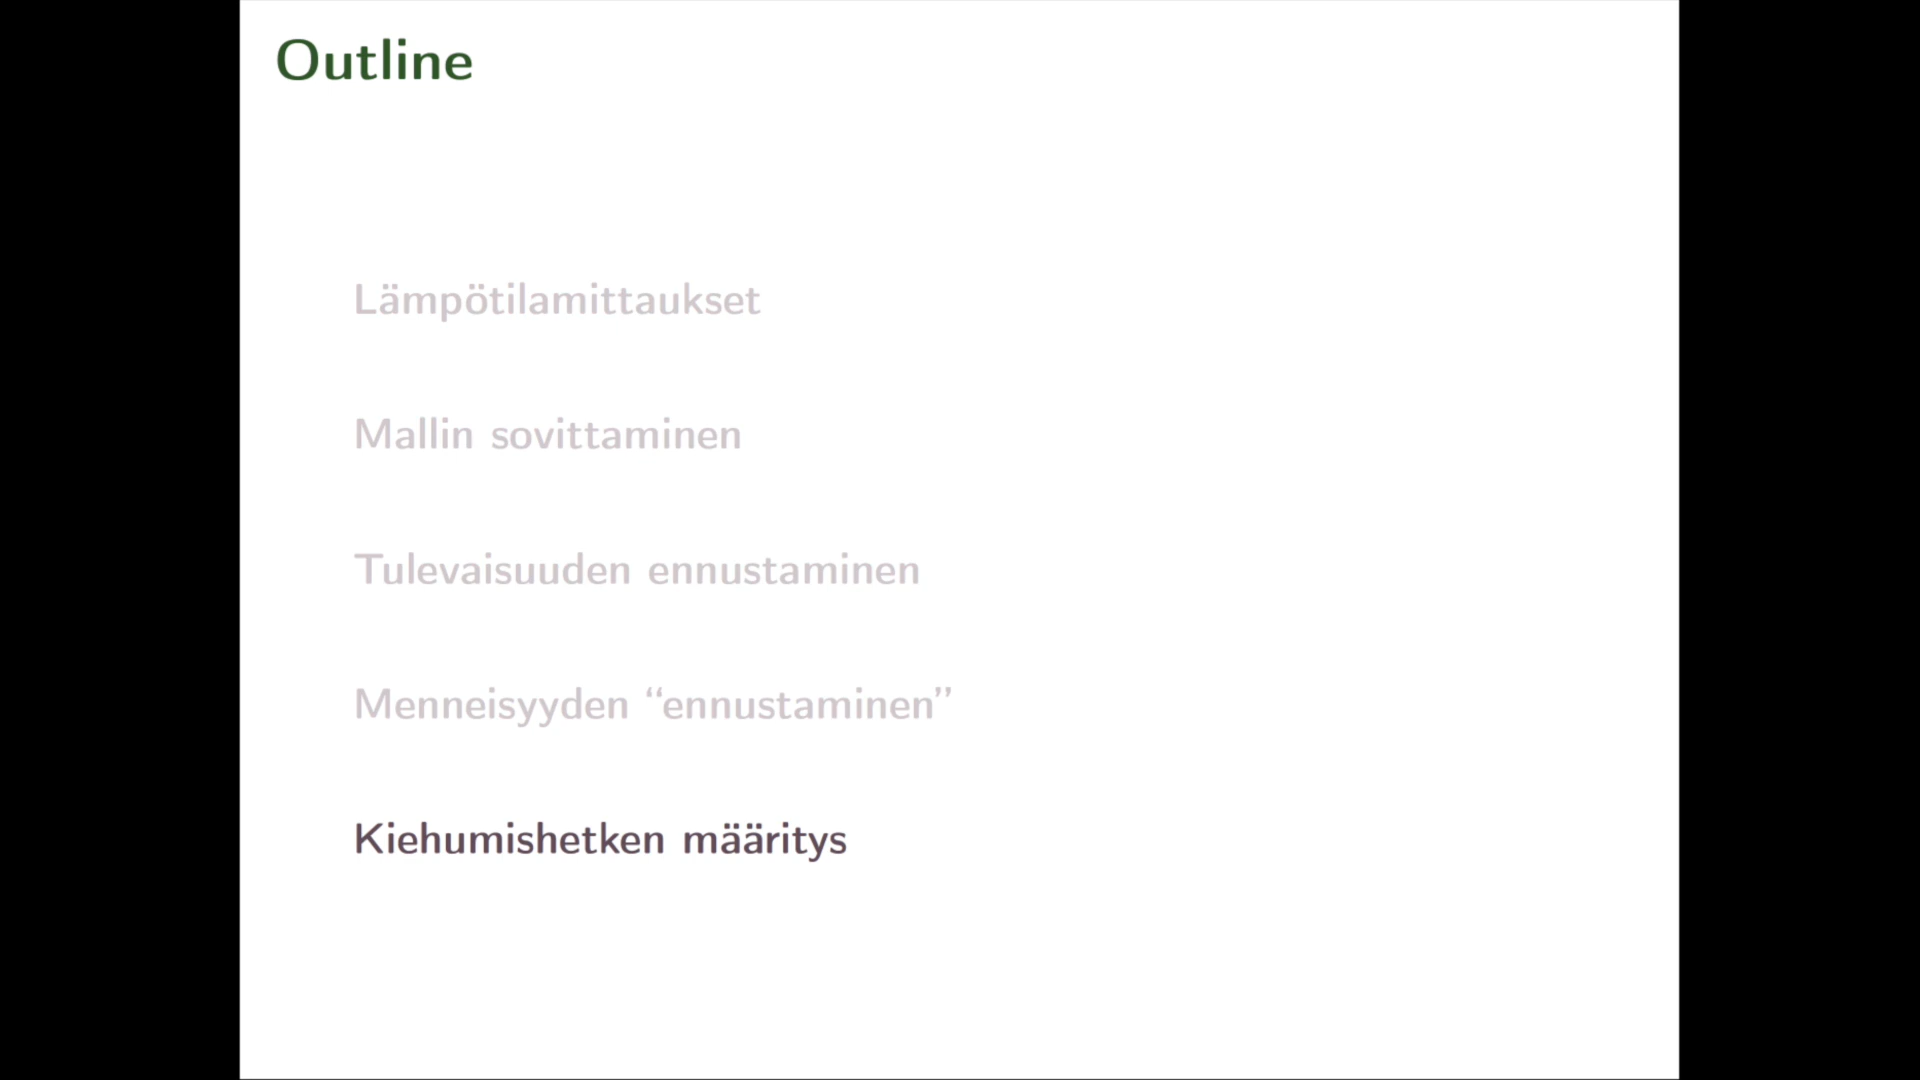 Outline
Lämpötilamittaukset
Mallin sovittaminen
Tulevaisuuden ennustaminen
Menneisyyden “ennustaminen”
Kiehumishetken määritys